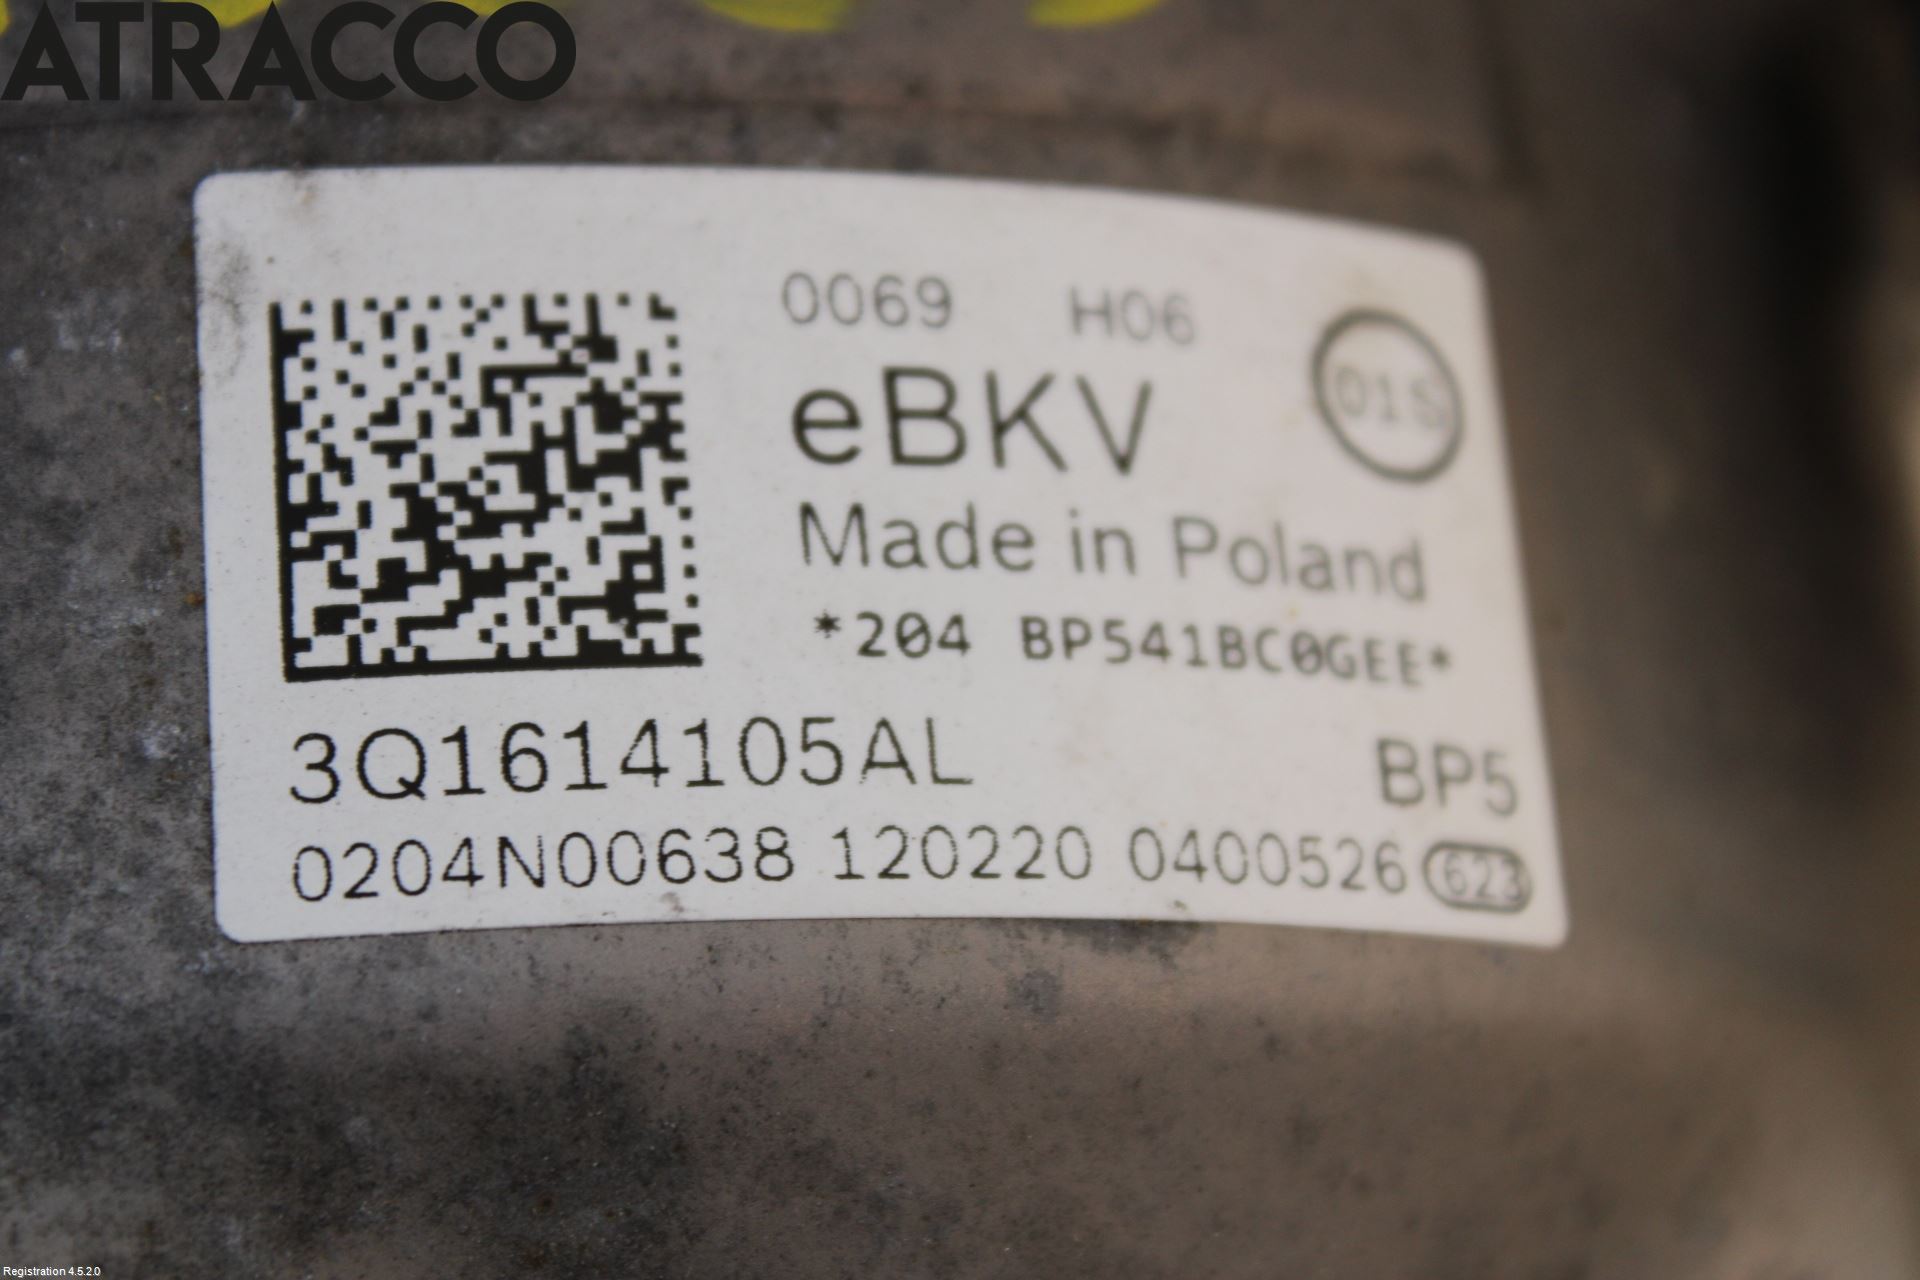 ATRACCO
0069 H06
01S
eBKV
Made in Poland
*204 BP541BC0GEE*
3Q1614105AL BP5
0204N00638 120220 0400526 623
Registration 4.5.2.0